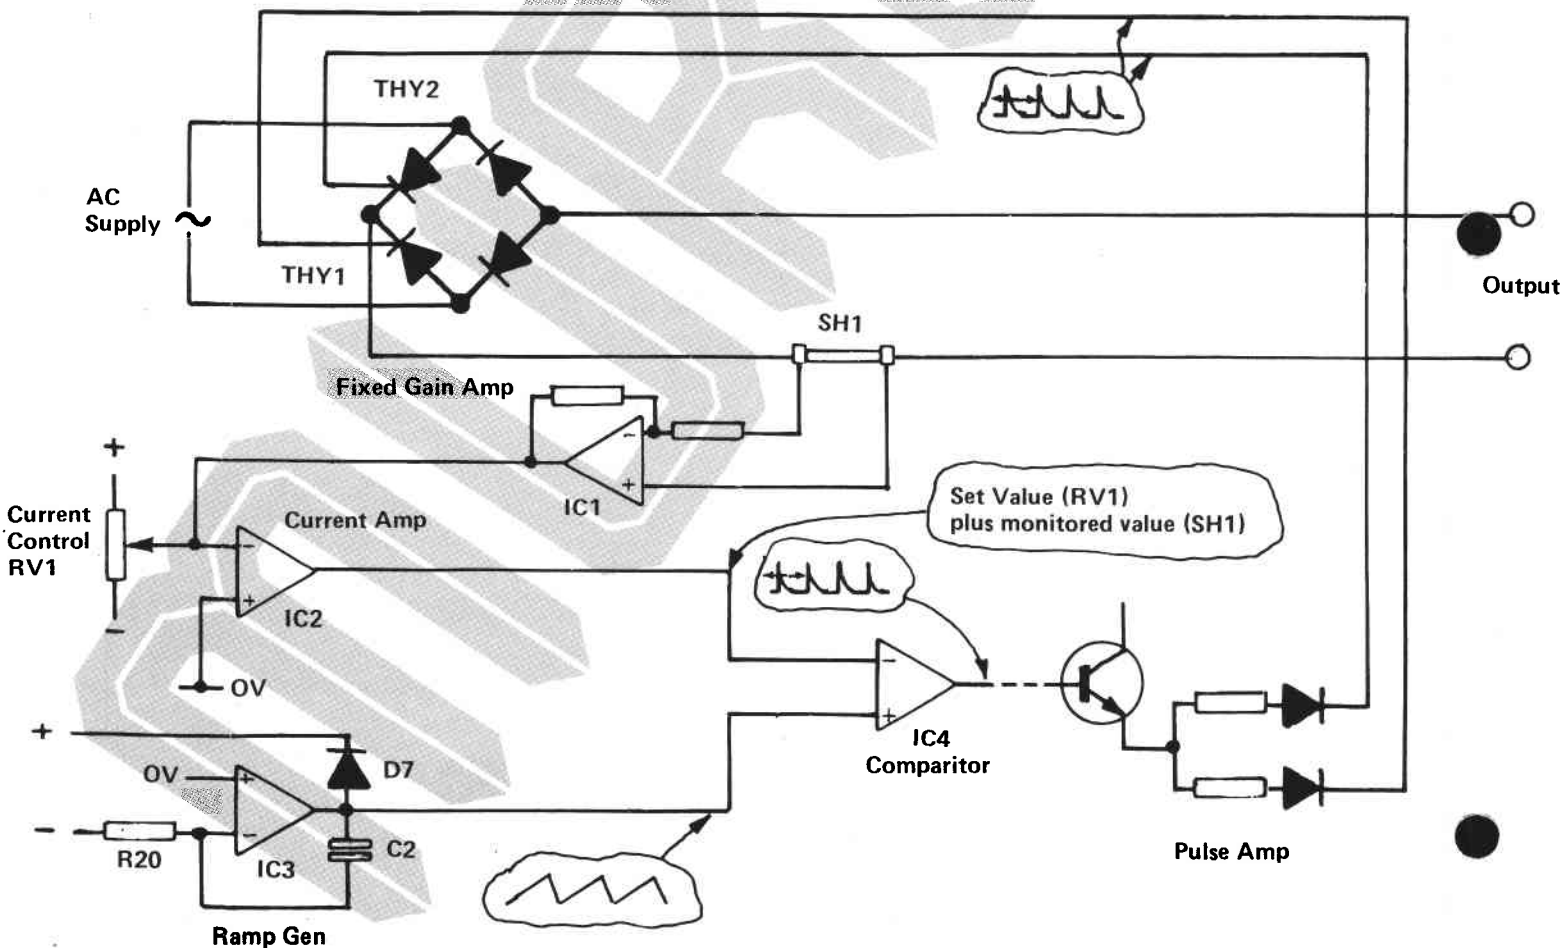 THY2
AC
Supply
~
THY1
Output
SH1
Fixed Gain Amp
-
+
IC1
+
Current
Control
RV1
-
Current Amp
-
+
IC2
OV
Set Value (RV1)
plus monitored value (SH1)
-
+
IC4
Comparitor
+
D7
OV
+
-
-
R20
IC3
C2
Ramp Gen
Pulse Amp